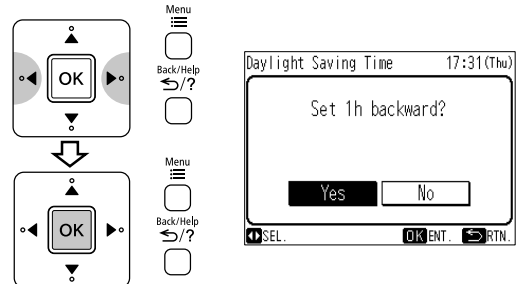 Menu
OK
Back/Help
/?
Menu
OK
Back/Help
/?
Daylight Saving Time 17:31(Thu)
Set 1h backward?
Yes No
SEL. OK ENT. RTN.